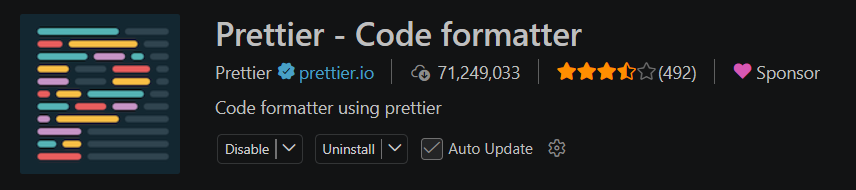 Prettier - Code formatter
Prettier prettier.io 71,249,033 (492) Sponsor
Code formatter using prettier
Disable Uninstall Auto Update